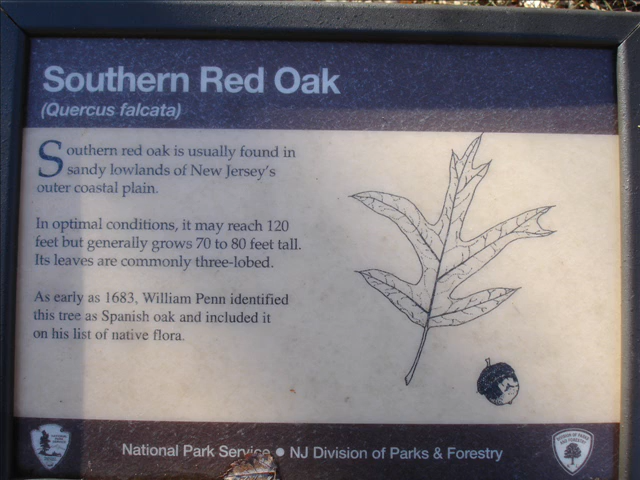 Southern Red Oak
(Quercus falcata)
Southern red oak is usually found in
sandy lowlands of New Jersey's
outer coastal plain.
In optimal conditions, it may reach 120
feet but generally grows 70 to 80 feet tall.
Its leaves are commonly three-lobed.
As early as 1683, William Penn identified
this tree as Spanish oak and included it
on his list of native flora.
National Park Service ● NJ Division of Parks & Forestry